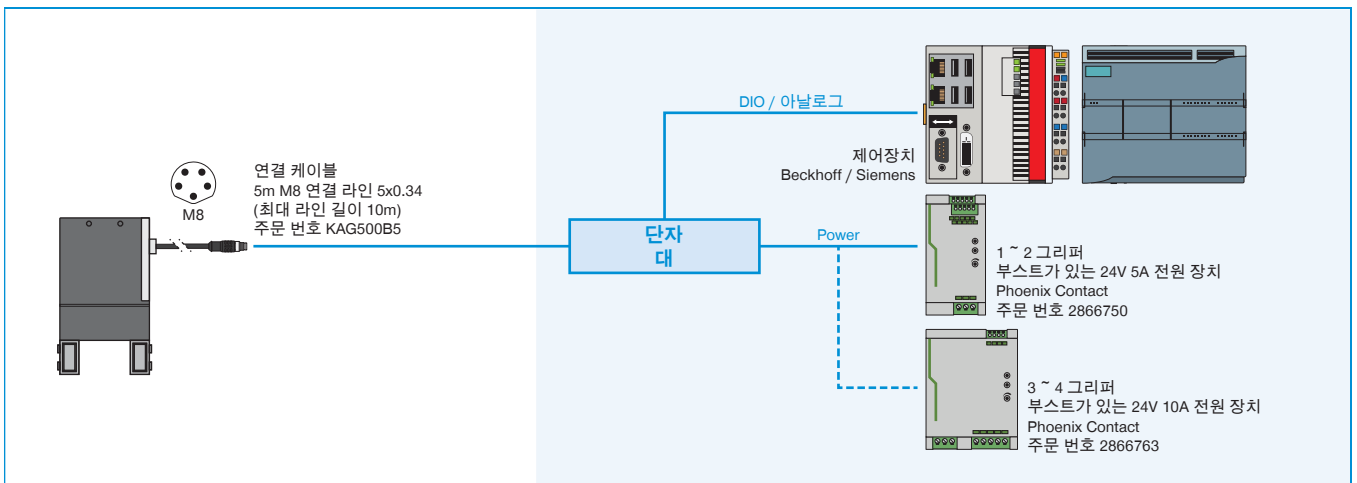 M8
연결 케이블
5m M8 연결 라인 5x0.34
(최대 라인 길이 10m)
주문 번호 KAG500B5
단자
대
DIO / 아날로그
제어장치
Beckhoff / Siemens
Power
1 ~ 2 그리퍼
부스트가 있는 24V 5A 전원 장치
Phoenix Contact
주문 번호 2866750
3 ~ 4 그리퍼
부스트가 있는 24V 10A 전원 장치
Phoenix Contact
주문 번호 2866763